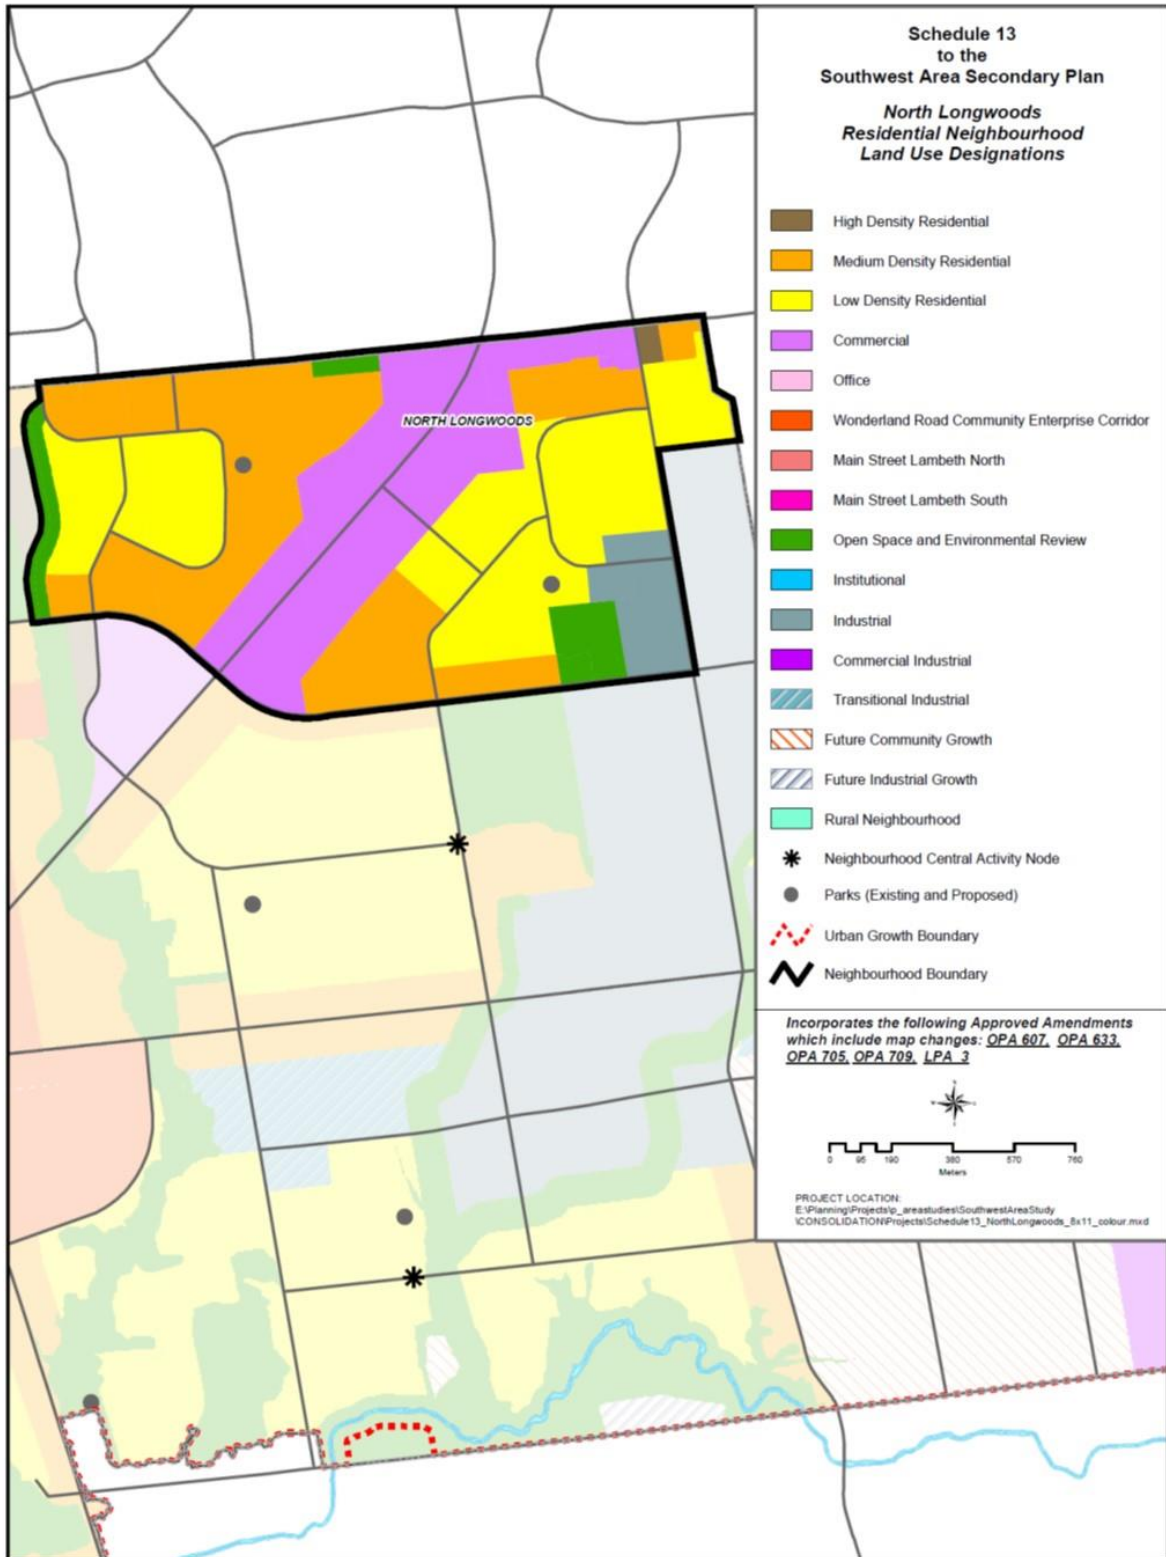 Schedule 13
to the
Southwest Area Secondary Plan
North Longwoods
Residential Neighbourhood
Land Use Designations
High Density Residential
Medium Density Residential
Low Density Residential
Commercial
Office
Wonderland Road Community Enterprise Corridor
Main Street Lambeth North
Main Street Lambeth South
Open Space and Environmental Review
Institutional
Industrial
Commercial Industrial
Transitional Industrial
Future Community Growth
Future Industrial Growth
Rural Neighbourhood
Neighbourhood Central Activity Node
Parks (Existing and Proposed)
Urban Growth Boundary
Neighbourhood Boundary
Incorporates the following Approved Amendments
which include map changes: OPA 607, OPA 633,
OPA 705, OPA 709, LPA 3
0 95 190 380 570 760
Meters
PROJECT LOCATION:
E:\Planning\Projects\p_areastudies\SouthwestAreaStudy
\CONSOLIDATION\Projects\Schedule13_NorthLongwoods_8x11_colour.mxd
NORTH LONGWOODS